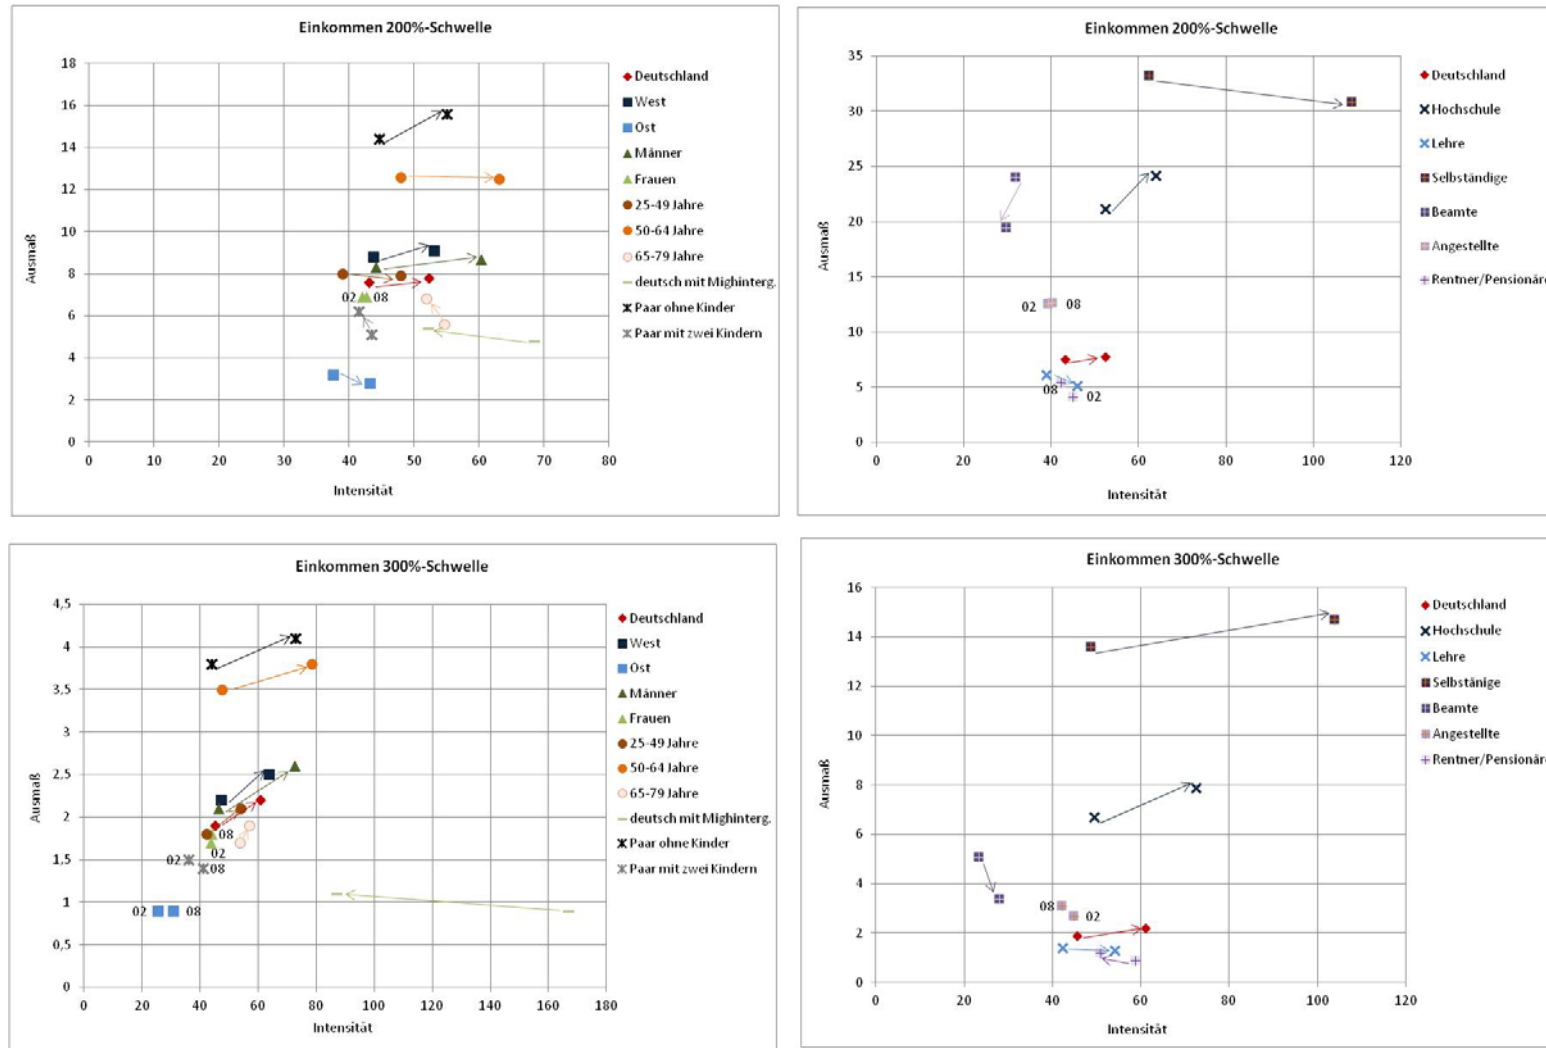 Einkommen 200%-Schwelle
Ausmaß
18
16
14
12
10
8
6
4
2
0
02
08
0 10 20 30 40 50 60 70 80
Intensität
Deutschland
West
Ost
Männer
Frauen
25-49 Jahre
50-64 Jahre
65-79 Jahre
deutsch mit Mighinterg.
Paar ohne Kinder
Paar mit zwei Kindern
Einkommen 200%-Schwelle
Ausmaß
35
30
25
20
15
10
5
0
02
08
08
02
0 20 40 60 80 100 120
Intensität
Deutschland
Hochschule
Lehre
Selbständige
Beamte
Angestellte
Rentner/Pensionäre
Einkommen 300%-Schwelle
Ausmaß
4,5
4
3,5
3
2,5
2
1,5
1
0,5
0
08
02
02
08
02
08
0 20 40 60 80 100 120 140 160 180
Intensität
Deutschland
West
Ost
Männer
Frauen
25-49 Jahre
50-64 Jahre
65-79 Jahre
deutsch mit Mighinterg.
Paar ohne Kinder
Paar mit zwei Kindern
Einkommen 300%-Schwelle
Ausmaß
16
14
12
10
8
6
4
2
0
08
02
0 20 40 60 80 100 120
Intensität
Deutschland
Hochschule
Lehre
Selbstänige
Beamte
Angestellte
Rentner/Pensionäre